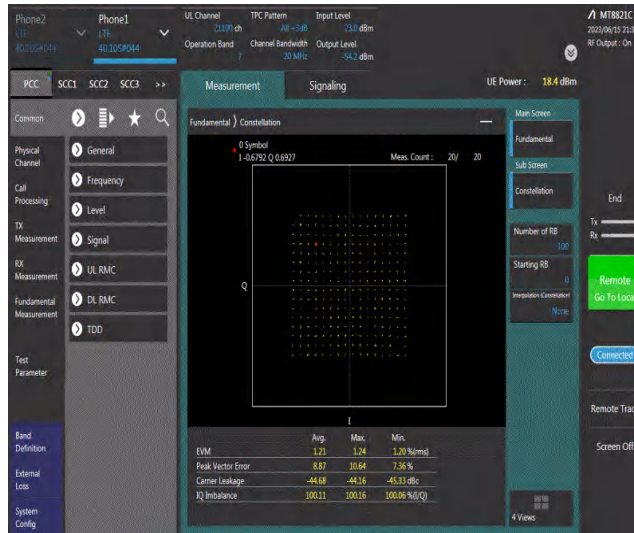 Phone2
LTE
40.105#044
Phone1
LTE
40.105#044
UL Channel
21100 ch
TPC Pattern
All +3dB
Input Level
23.0 dBm
Operation Band
7
Channel Bandwidth
20 MHz
Output Level
-54.2 dBm
MT8821C
2023/06/15 21:3
RF Output : On
PCC
SCC1
SCC2
SCC3
>>
Measurement
Signaling
UE Power : 18.4 dBm
Common
Physical
Channel
Call
Processing
TX
Measurement
RX
Measurement
Fundamental
Measurement
Test
Parameter
Band
Definition
External
Loss
System
Config
General
Frequency
Level
Signal
UL RMC
DL RMC
TDD
Fundamental ⟩ Constellation
0 Symbol
I -0.6792 Q 0.6927
Meas. Count : 20/ 20
Q
I
Avg. Max. Min.
EVM 1.21 1.24 1.20 %(rms)
Peak Vector Error 8.87 10.64 7.36 %
Carrier Leakage -44.68 -44.16 -45.33 dBc
IQ Imbalance 100.11 100.16 100.06 %(I/Q)
Main Screen
Fundamental
Sub Screen
Constellation
Number of RB
100
Starting RB
0
Interpolation (Constellation)
None
4 Views
End
Tx
Rx
Remote
Go To Loca
Connected
Remote Trac
Screen Off